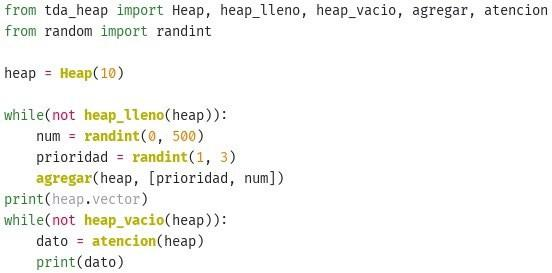 from tda_heap import Heap, heap_lleno, heap_vacio, agregar, atencion
from random import randint
heap = Heap(10)
while(not heap_lleno(heap)):
num = randint(0, 500)
prioridad = randint(1, 3)
agregar(heap, [prioridad, num])
print(heap.vector)
while(not heap_vacio(heap)):
dato = atencion(heap)
print(dato)